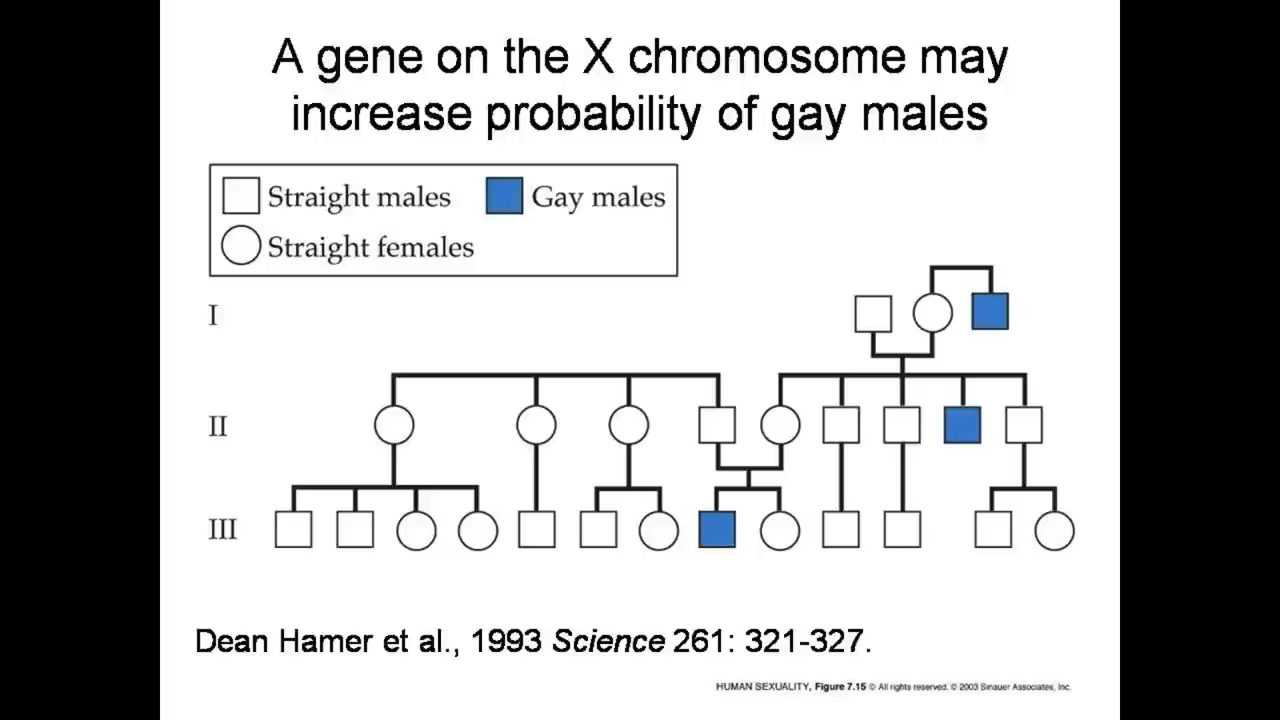 A gene on the X chromosome may
increase probability of gay males
Straight males Gay males
Straight females
I
II
III
Dean Hamer et al., 1993 Science 261: 321-327.
HUMAN SEXUALITY, Figure 7.15 © All rights reserved. © 2003 Sinauer Associates, Inc.